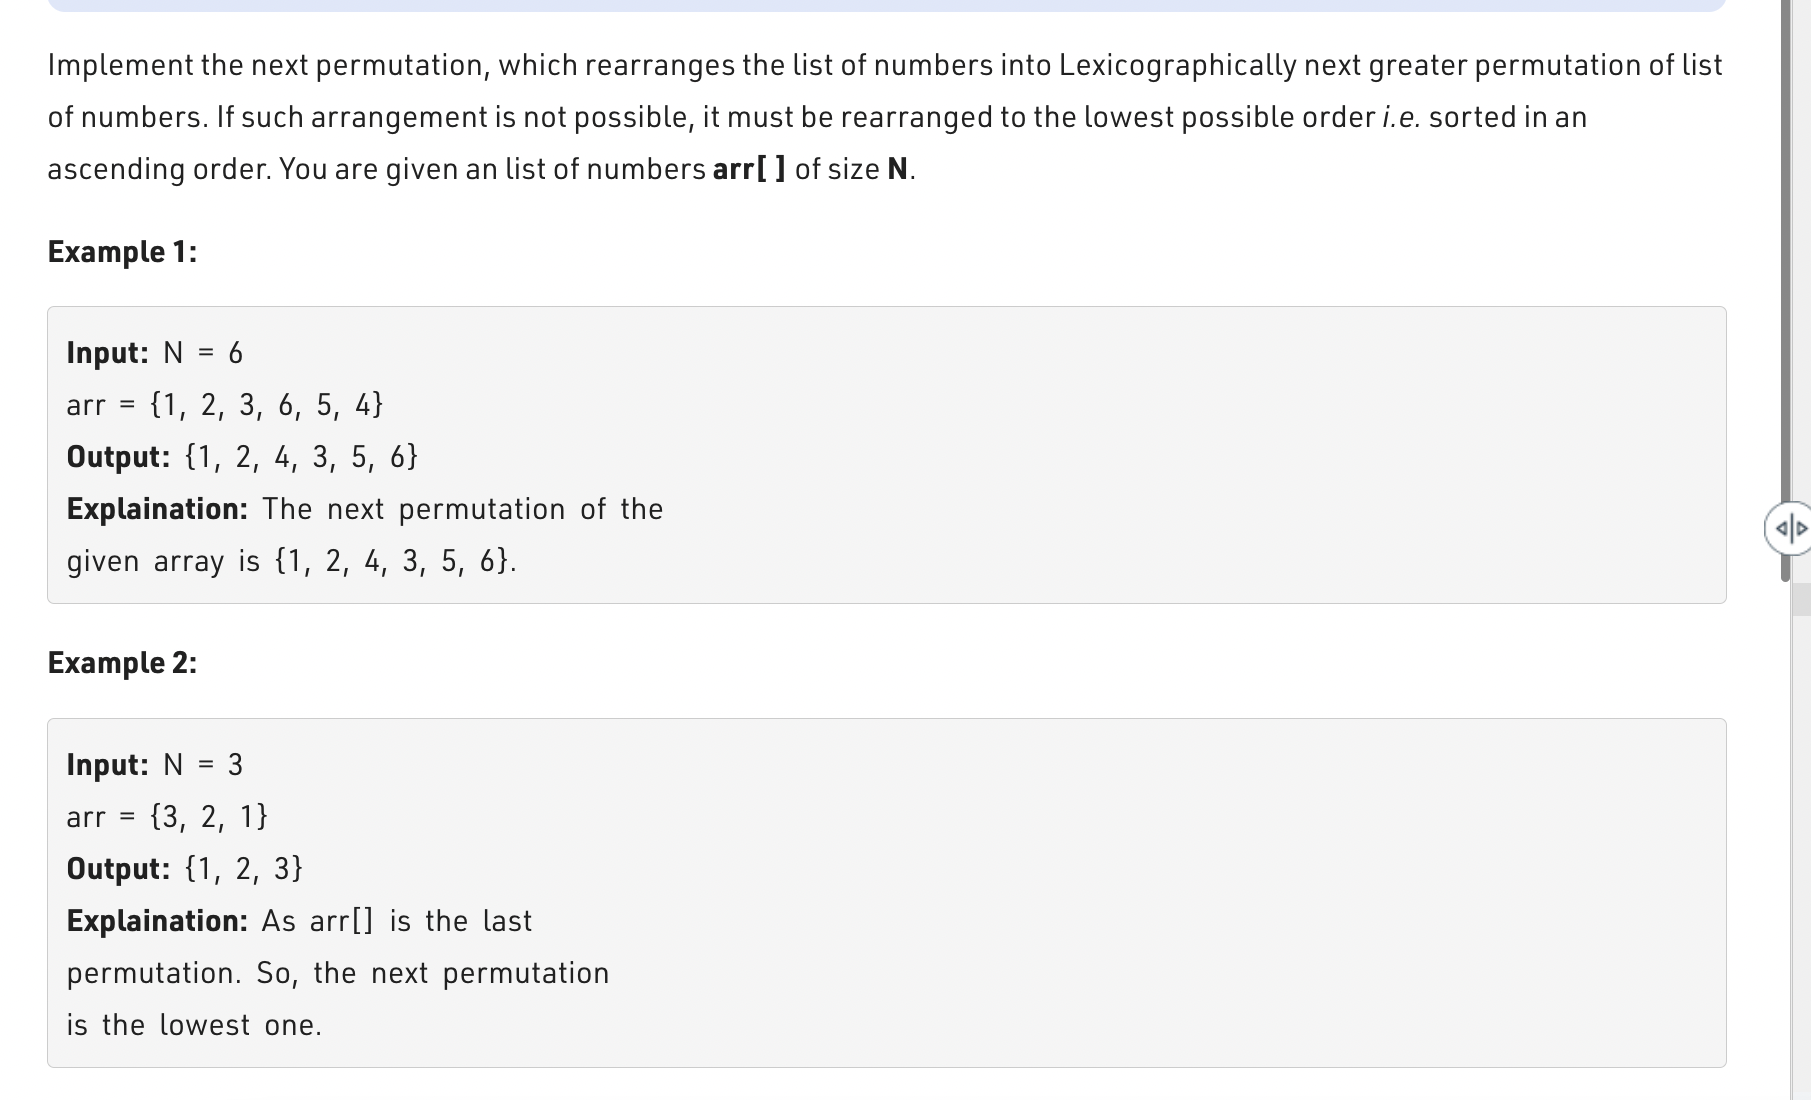 Implement the next permutation, which rearranges the list of numbers into Lexicographically next greater permutation of list
of numbers. If such arrangement is not possible, it must be rearranged to the lowest possible order i.e. sorted in an
ascending order. You are given an list of numbers arr[ ] of size N.
Example 1:
Input: N = 6
arr = {1, 2, 3, 6, 5, 4}
Output: {1, 2, 4, 3, 5, 6}
Explaination: The next permutation of the
given array is {1, 2, 4, 3, 5, 6}.
Example 2:
Input: N = 3
arr = {3, 2, 1}
Output: {1, 2, 3}
Explaination: As arr[] is the last
permutation. So, the next permutation
is the lowest one.